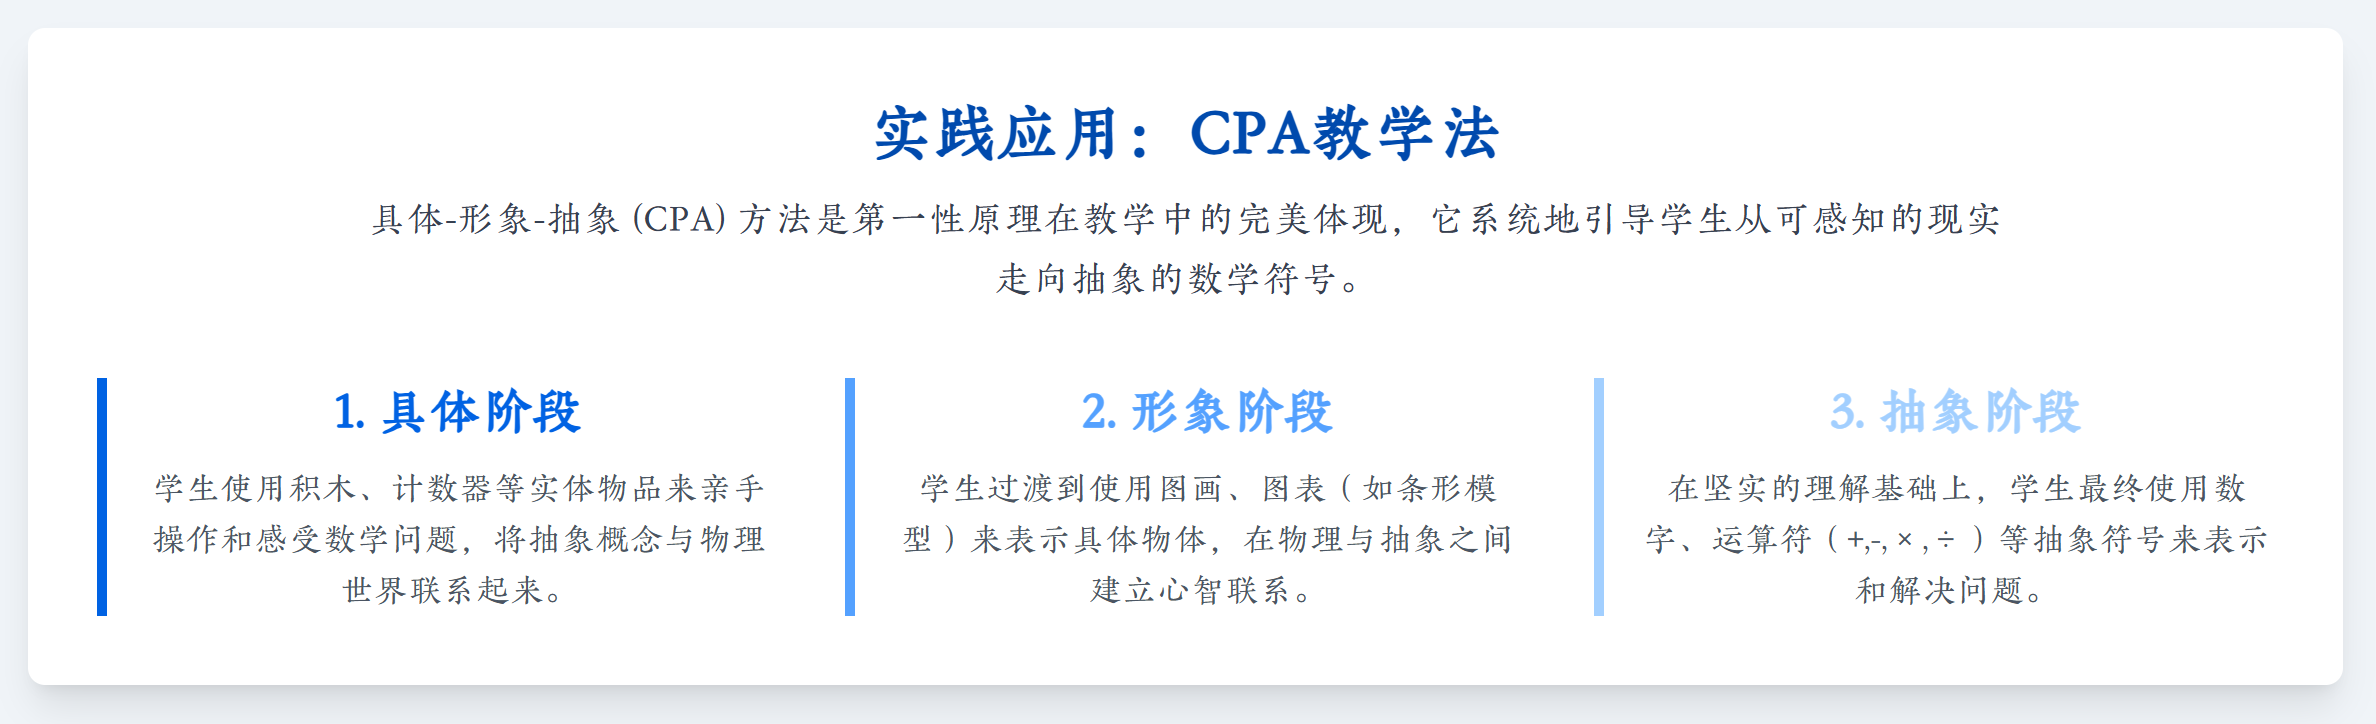 实践应用：CPA教学法
具体-形象-抽象 (CPA) 方法是第一性原理在教学中的完美体现，它系统地引导学生从可感知的现实
走向抽象的数学符号。
1. 具体阶段
学生使用积木、计数器等实体物品来亲手
操作和感受数学问题，将抽象概念与物理
世界联系起来。
2. 形象阶段
学生过渡到使用图画、图表（如条形模
型）来表示具体物体，在物理与抽象之间
建立心智联系。
3. 抽象阶段
在坚实的理解基础上，学生最终使用数
字、运算符（+,-, × , ÷ ）等抽象符号来表示
和解决问题。